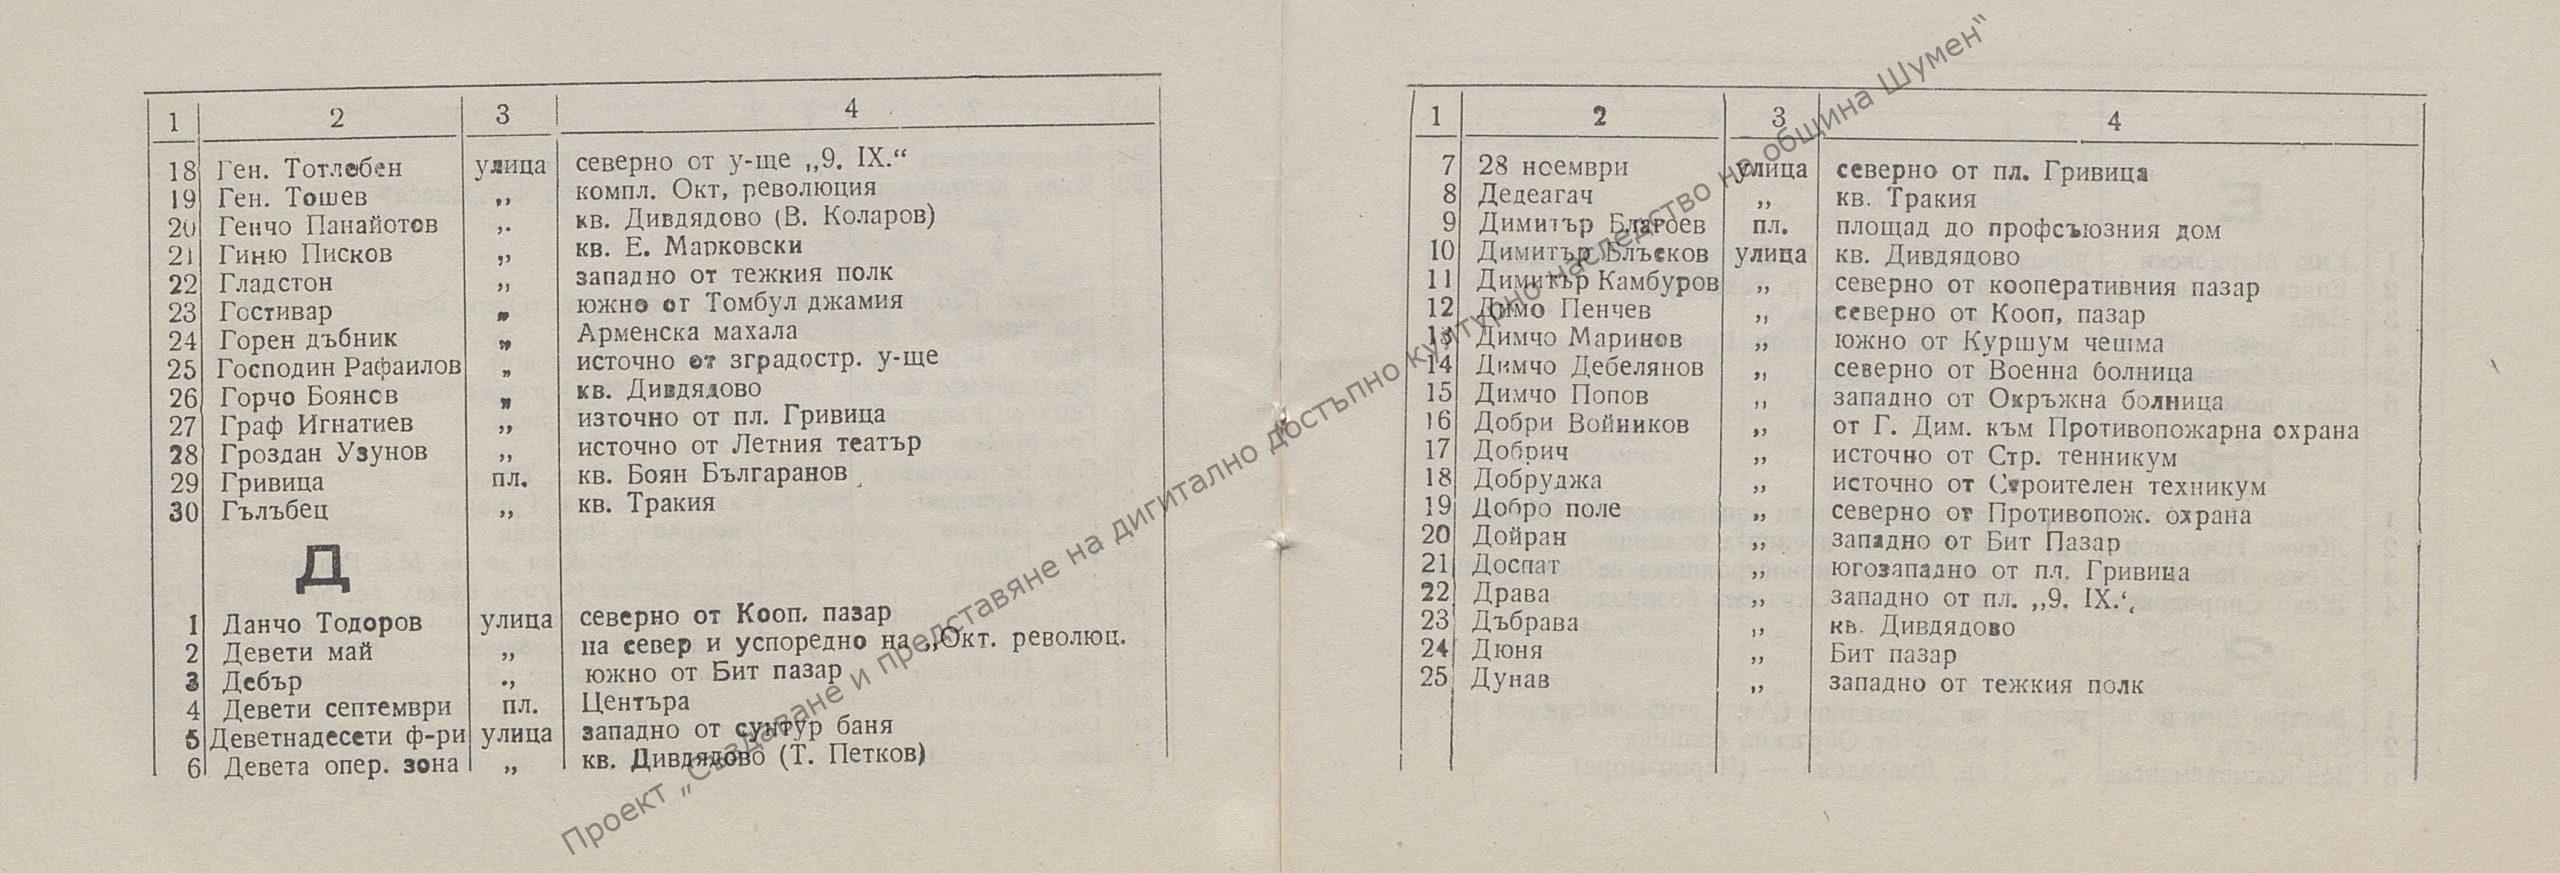 1 2 3 4
18 Ген. Тотлебен улица северно от у-ще „9. IX.“
19 Ген. Тошев „ компл. Окт, революция
20 Генчо Панайотов „ кв. Дивдядово (В. Коларов)
21 Гиню Писков „ кв. Е. Марковски
22 Гладстон „ западно от тежкия полк
23 Гостивар „ южно от Томбул джамия
24 Горен дъбник „ Арменска махала
25 Господин Рафаилов „ източно от зградостр. у-ще
26 Горчо Боянов „ кв. Дивдядово
27 Граф Игнатиев „ източно от пл. Гривица
28 Гроздан Узунов „ източно от Летния театър
29 Гривица пл. кв. Боян Българанов
30 Гълъбец „ кв. Тракия
Д
1 Данчо Тодоров улица северно от Кооп. пазар
2 Девети май „ на север и успоредно на „Окт. революц.
3 Дебър „ южно от Бит пазар
4 Девети септември пл. Центъра
5 Деветнадесети ф-ри улица западно от сунгур баня
6 Девета опер. зона „ кв. Дивдядово (Т. Петков)
1 2 3 4
7 28 ноември улица северно от пл. Гривица
8 Дедеагач „ кв. Тракия
9 Димитър Благоев пл. площад до профсъюзния дом
10 Димитър Блъсков улица кв. Дивдядово
11 Димитър Камбуров „ северно от кооперативния пазар
12 Димо Пенчев „ северно от Кооп, пазар
13 Димчо Маринов „ южно от Куршум чешма
14 Димчо Дебелянов „ северно от Военна болница
15 Димчо Попов „ западно от Окръжна болница
16 Добри Войников „ от Г. Дим. към Противопожарна охрана
17 Добрич „ източно от Стр. тенникум
18 Добруджа „ източно от Строителен техникум
19 Добро поле „ северно от Противопож. охрана
20 Дойран „ западно от Бит Пазар
21 Доспат „ югозападно от пл. Гривица
22 Драва „ западно от пл. „9. IX.“
23 Дъбрава „ кв. Дивдядово
24 Дюня „ Бит пазар
25 Дунав „ западно от тежкия полк
Проект „Създаване и представяне на дигитално достъпно културно наследство на община Шумен“